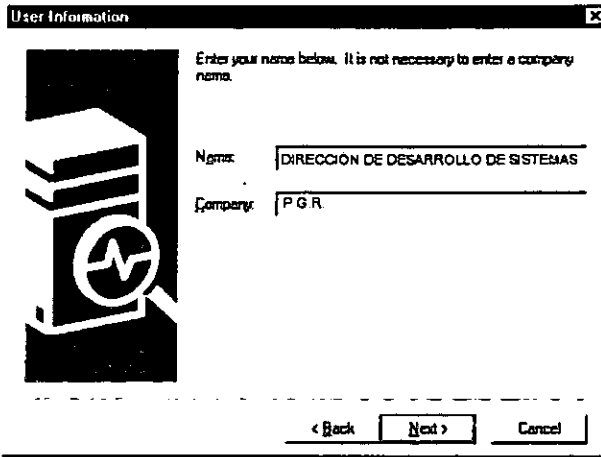 User Information
Enter your name below. It is not necessary to enter a company
name.
Name: DIRECCION DE DESARROLLO DE SISTEMAS
Company: P.G.R.
< Back Next > Cancel